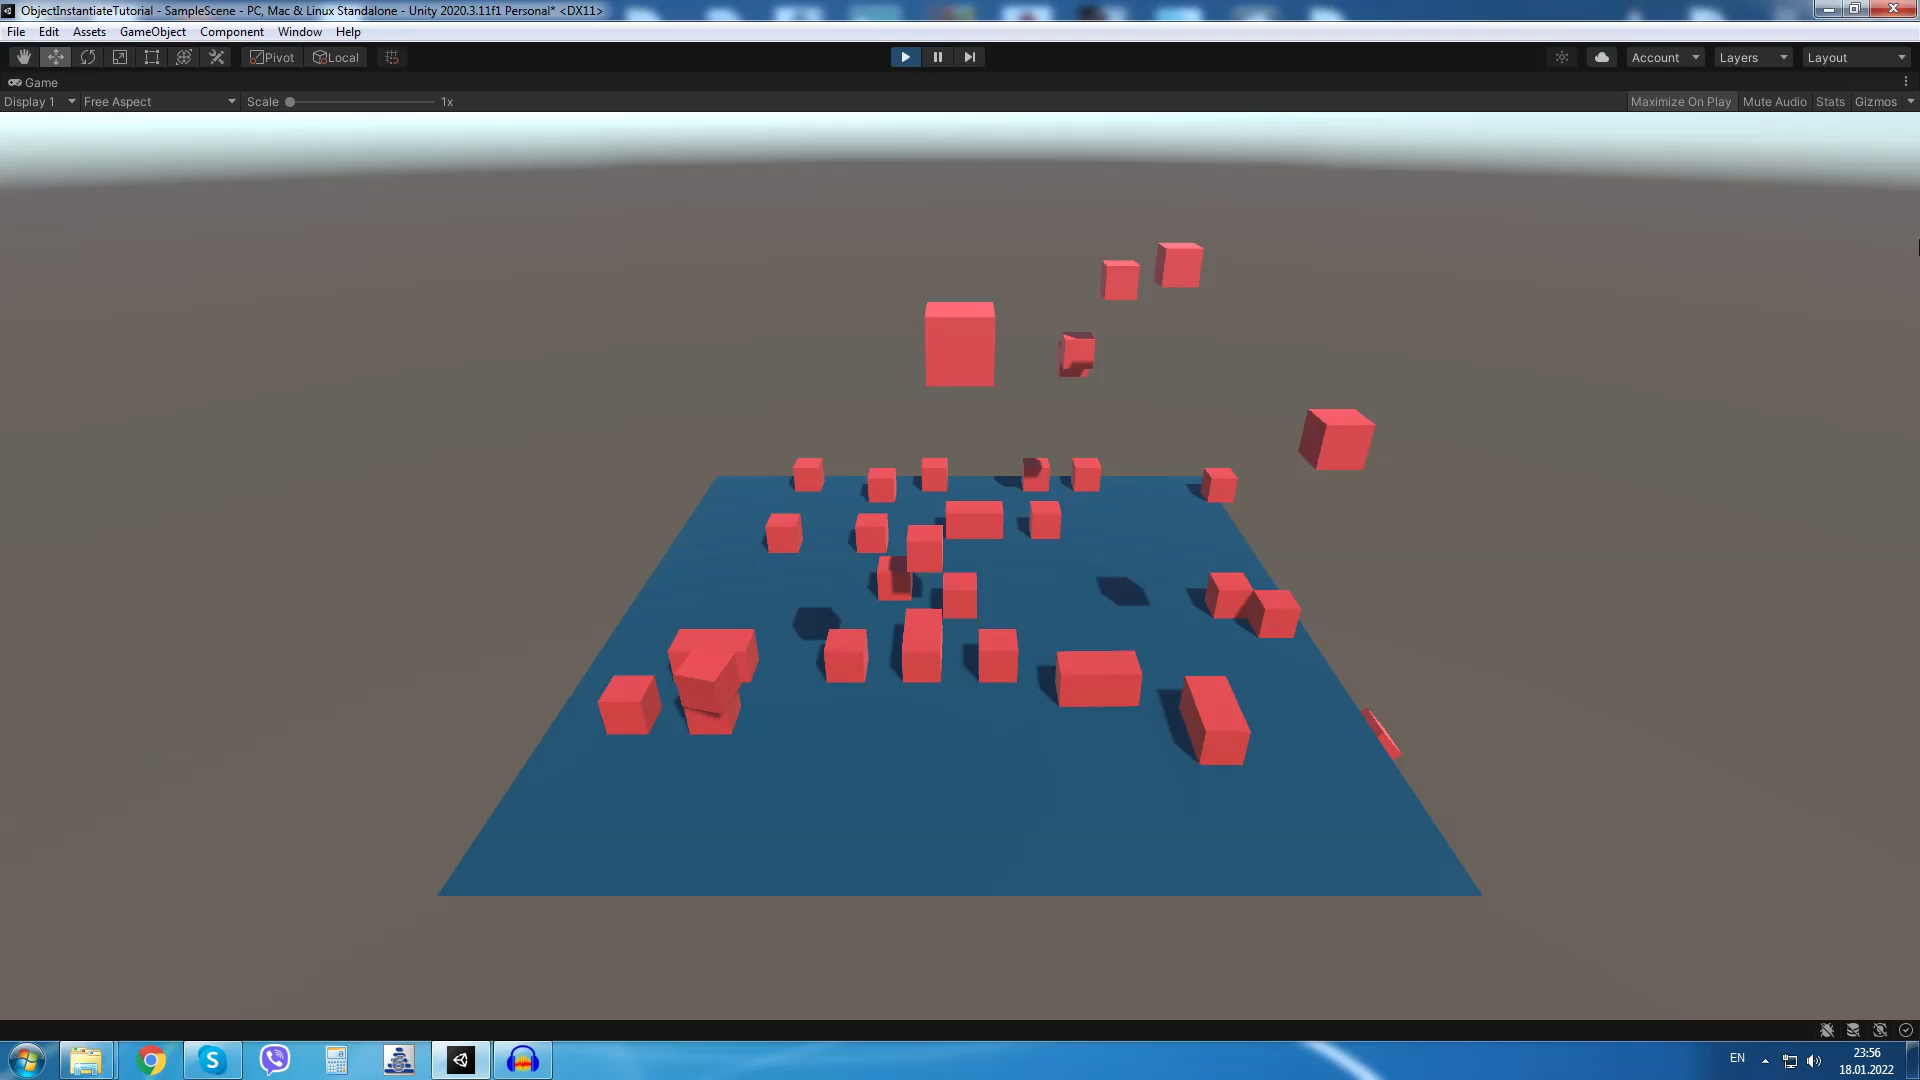 ObjectInstantiateTutorial - SampleScene - PC, Mac & Linux Standalone - Unity 2020.3.11f1 Personal* <DX11>
File Edit Assets GameObject Component Window Help
Pivot Local Account Layers Layout
Game
Display 1 Free Aspect Scale 1x Maximize On Play Mute Audio Stats Gizmos
EN 23:56
18.01.2022